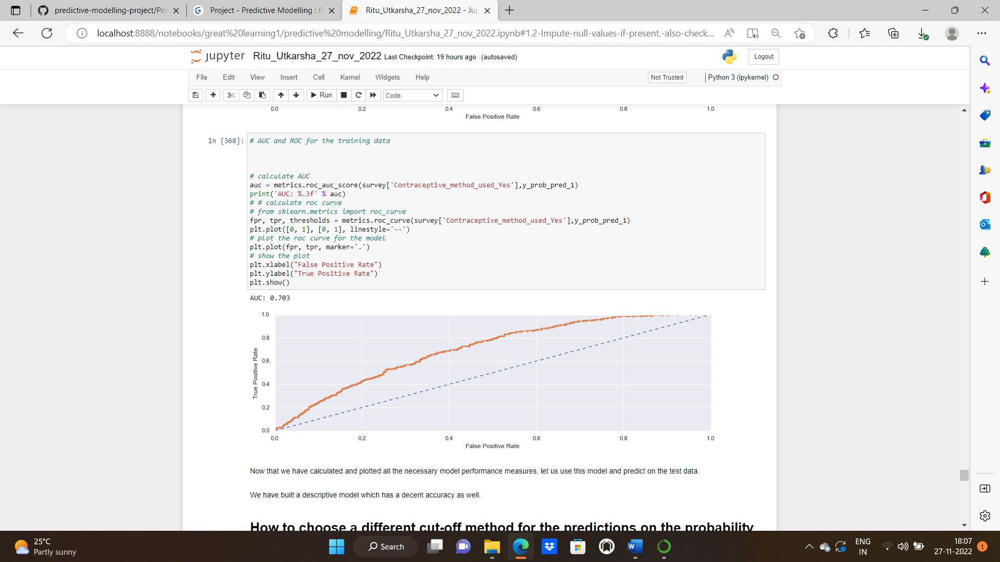 predictive-modelling-project/Pro
Project - Predictive Modelling : P
Ritu_Utkarsha_27_nov_2022 - Jup
localhost:8888/notebooks/great%20learning1/predictive%20modelling/Ritu_Utkarsha_27_nov_2022.ipynb#1.2-Impute-null-values-if-present,-also-check...
jupyter Ritu_Utkarsha_27_nov_2022 Last Checkpoint: 19 hours ago (autosaved)
Logout
File Edit View Insert Cell Kernel Widgets Help
Not Trusted
Python 3 (ipykernel)
Run
Code
0.0 0.2 0.4 0.6 0.8 1.0
False Positive Rate
In [368]:
# AUC and ROC for the training data
# calculate AUC
auc = metrics.roc_auc_score(survey['Contraceptive_method_used_Yes'],y_prob_pred_1)
print('AUC: %.3f' % auc)
# # calculate roc curve
# from sklearn.metrics import roc_curve
fpr, tpr, thresholds = metrics.roc_curve(survey['Contraceptive_method_used_Yes'],y_prob_pred_1)
plt.plot([0, 1], [0, 1], linestyle='--')
# plot the roc curve for the model
plt.plot(fpr, tpr, marker='.')
# show the plot
plt.xlabel("False Positive Rate")
plt.ylabel("True Positive Rate")
plt.show()
AUC: 0.703
1.0
0.8
0.6
0.4
0.2
0.0
True Positive Rate
0.0 0.2 0.4 0.6 0.8 1.0
False Positive Rate
Now that we have calculated and plotted all the necessary model performance measures, let us use this model and predict on the test data.
We have built a descriptive model which has a decent accuracy as well.
How to choose a different cut-off method for the predictions on the probability
25°C
Partly sunny
Search
ENG
IN
18:07
27-11-2022
1